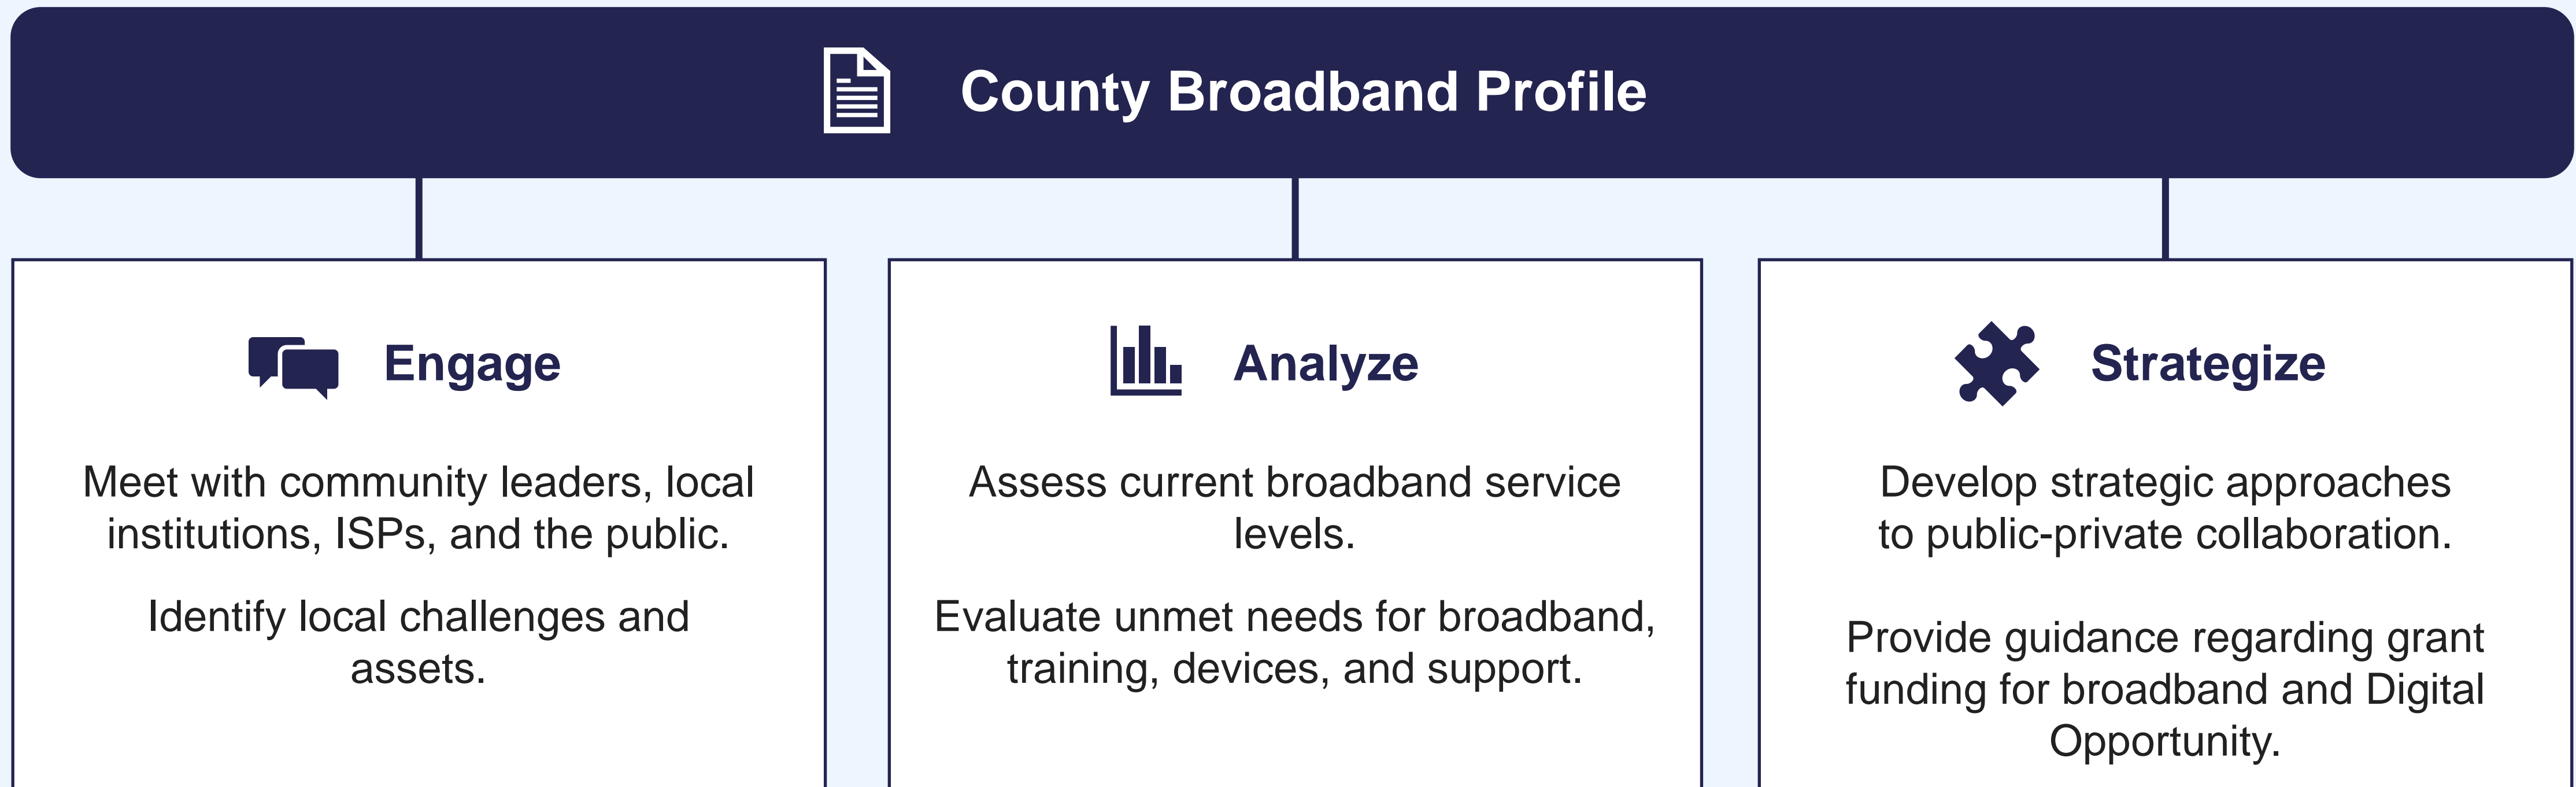 County Broadband Profile
Engage
Meet with community leaders, local
institutions, ISPs, and the public.
Identify local challenges and
assets.
Analyze
Assess current broadband service
levels.
Evaluate unmet needs for broadband,
training, devices, and support.
Strategize
Develop strategic approaches
to public-private collaboration.
Provide guidance regarding grant
funding for broadband and Digital
Opportunity.